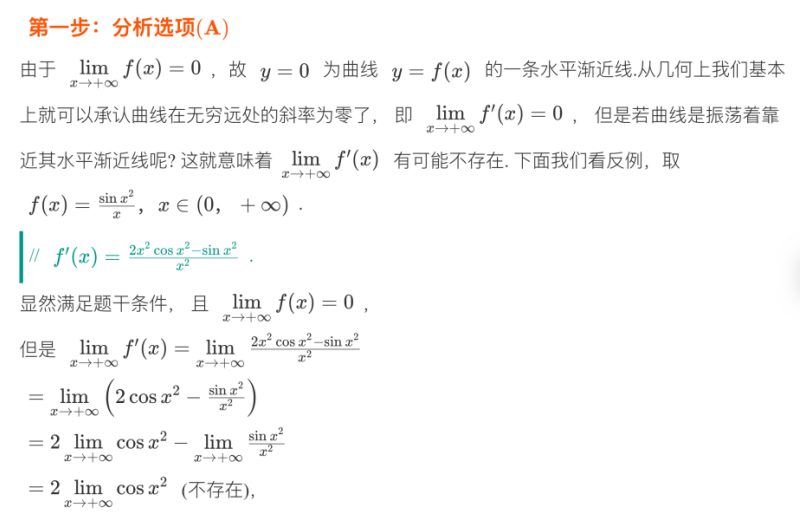 第一步：分析选项(A)
由于 lim_{x→+∞} f(x) = 0 ，故 y = 0 为曲线 y = f(x) 的一条水平渐近线.从几何上我们基本
上就可以承认曲线在无穷远处的斜率为零了， 即 lim_{x→+∞} f′(x) = 0 ， 但是若曲线是振荡着靠
近其水平渐近线呢? 这就意味着 lim_{x→+∞} f′(x) 有可能不存在. 下面我们看反例，取
f(x) = \frac{sin x²}{x}，x ∈ (0， +∞) .
// f′(x) = \frac{2x² cos x²−sin x²}{x²} .
显然满足题干条件， 且 lim_{x→+∞} f(x) = 0 ，
但是 lim_{x→+∞} f′(x) = lim_{x→+∞} \frac{2x² cos x²−sin x²}{x²}
= lim_{x→+∞} (2 cos x² − \frac{sin x²}{x²})
= 2 lim_{x→+∞} cos x² − lim_{x→+∞} \frac{sin x²}{x²}
= 2 lim_{x→+∞} cos x² (不存在),